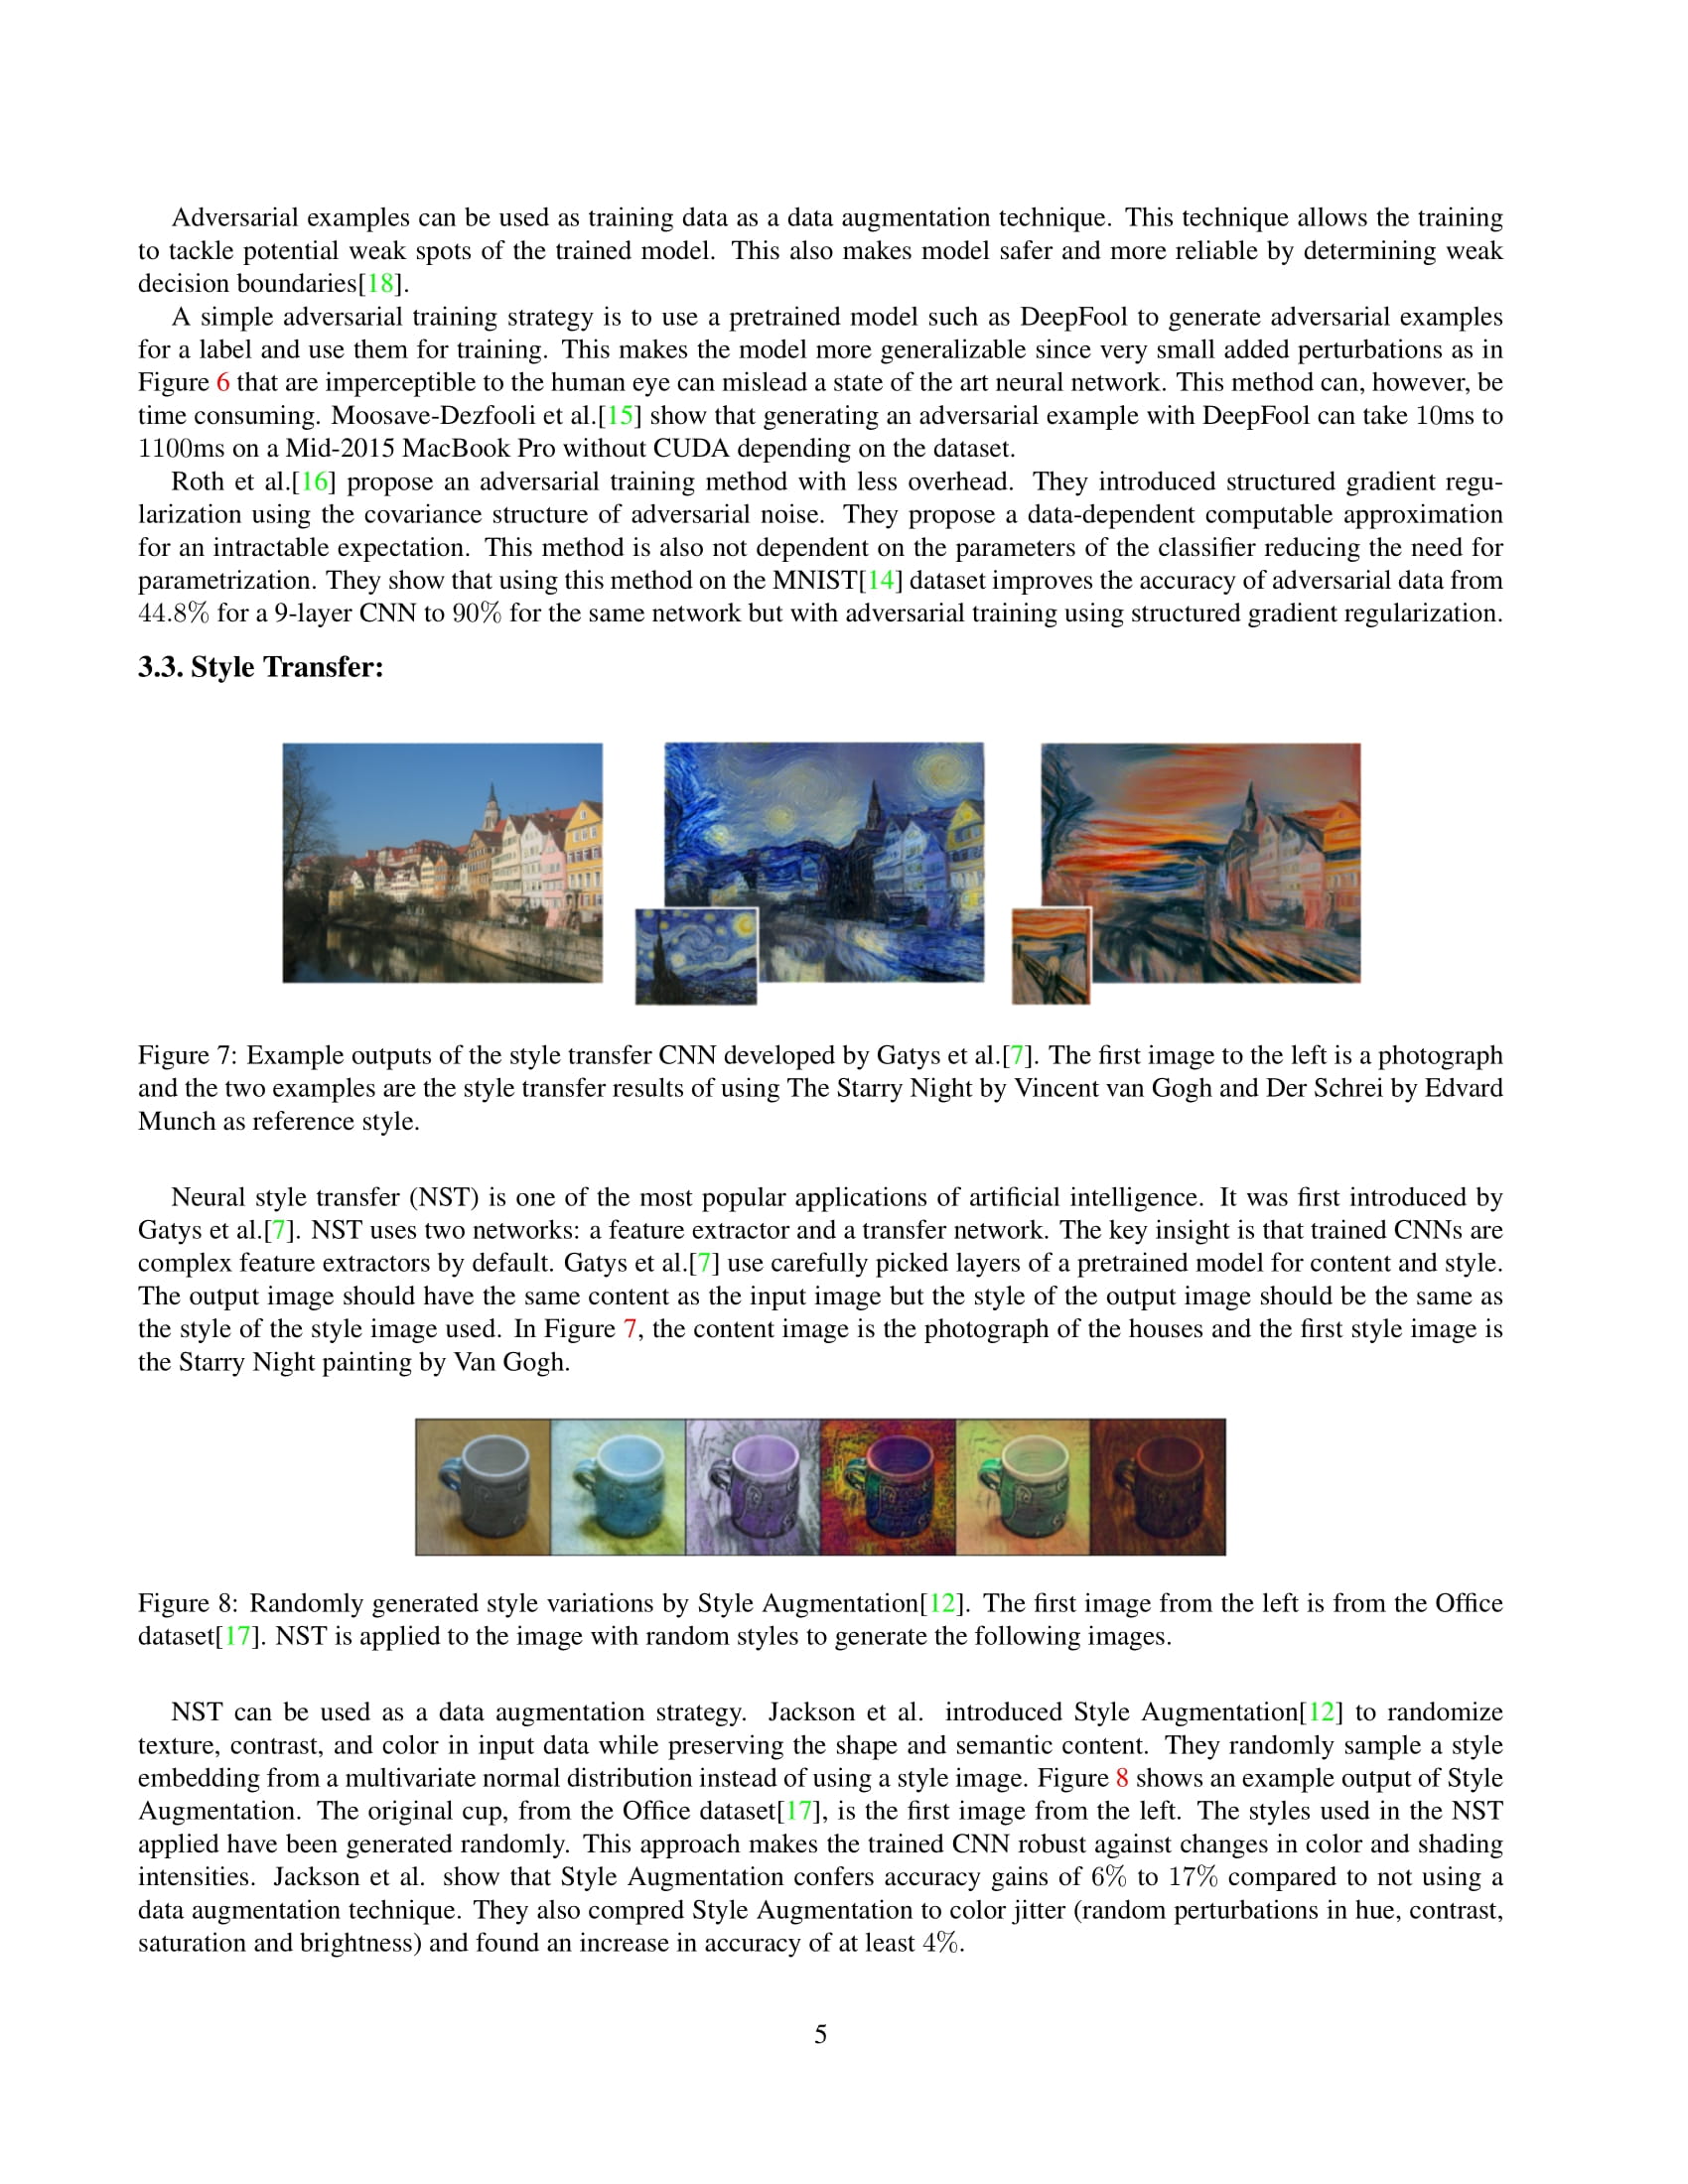 Adversarial examples can be used as training data as a data augmentation technique. This technique allows the training
to tackle potential weak spots of the trained model. This also makes model safer and more reliable by determining weak
decision boundaries[18].
A simple adversarial training strategy is to use a pretrained model such as DeepFool to generate adversarial examples
for a label and use them for training. This makes the model more generalizable since very small added perturbations as in
Figure 6 that are imperceptible to the human eye can mislead a state of the art neural network. This method can, however, be
time consuming. Moosave-Dezfooli et al.[15] show that generating an adversarial example with DeepFool can take 10ms to
1100ms on a Mid-2015 MacBook Pro without CUDA depending on the dataset.
Roth et al.[16] propose an adversarial training method with less overhead. They introduced structured gradient regu-
larization using the covariance structure of adversarial noise. They propose a data-dependent computable approximation
for an intractable expectation. This method is also not dependent on the parameters of the classifier reducing the need for
parametrization. They show that using this method on the MNIST[14] dataset improves the accuracy of adversarial data from
44.8% for a 9-layer CNN to 90% for the same network but with adversarial training using structured gradient regularization.
3.3. Style Transfer:
Figure 7: Example outputs of the style transfer CNN developed by Gatys et al.[7]. The first image to the left is a photograph
and the two examples are the style transfer results of using The Starry Night by Vincent van Gogh and Der Schrei by Edvard
Munch as reference style.
Neural style transfer (NST) is one of the most popular applications of artificial intelligence. It was first introduced by
Gatys et al.[7]. NST uses two networks: a feature extractor and a transfer network. The key insight is that trained CNNs are
complex feature extractors by default. Gatys et al.[7] use carefully picked layers of a pretrained model for content and style.
The output image should have the same content as the input image but the style of the output image should be the same as
the style of the style image used. In Figure 7, the content image is the photograph of the houses and the first style image is
the Starry Night painting by Van Gogh.
Figure 8: Randomly generated style variations by Style Augmentation[12]. The first image from the left is from the Office
dataset[17]. NST is applied to the image with random styles to generate the following images.
NST can be used as a data augmentation strategy. Jackson et al. introduced Style Augmentation[12] to randomize
texture, contrast, and color in input data while preserving the shape and semantic content. They randomly sample a style
embedding from a multivariate normal distribution instead of using a style image. Figure 8 shows an example output of Style
Augmentation. The original cup, from the Office dataset[17], is the first image from the left. The styles used in the NST
applied have been generated randomly. This approach makes the trained CNN robust against changes in color and shading
intensities. Jackson et al. show that Style Augmentation confers accuracy gains of 6% to 17% compared to not using a
data augmentation technique. They also compred Style Augmentation to color jitter (random perturbations in hue, contrast,
saturation and brightness) and found an increase in accuracy of at least 4%.
5